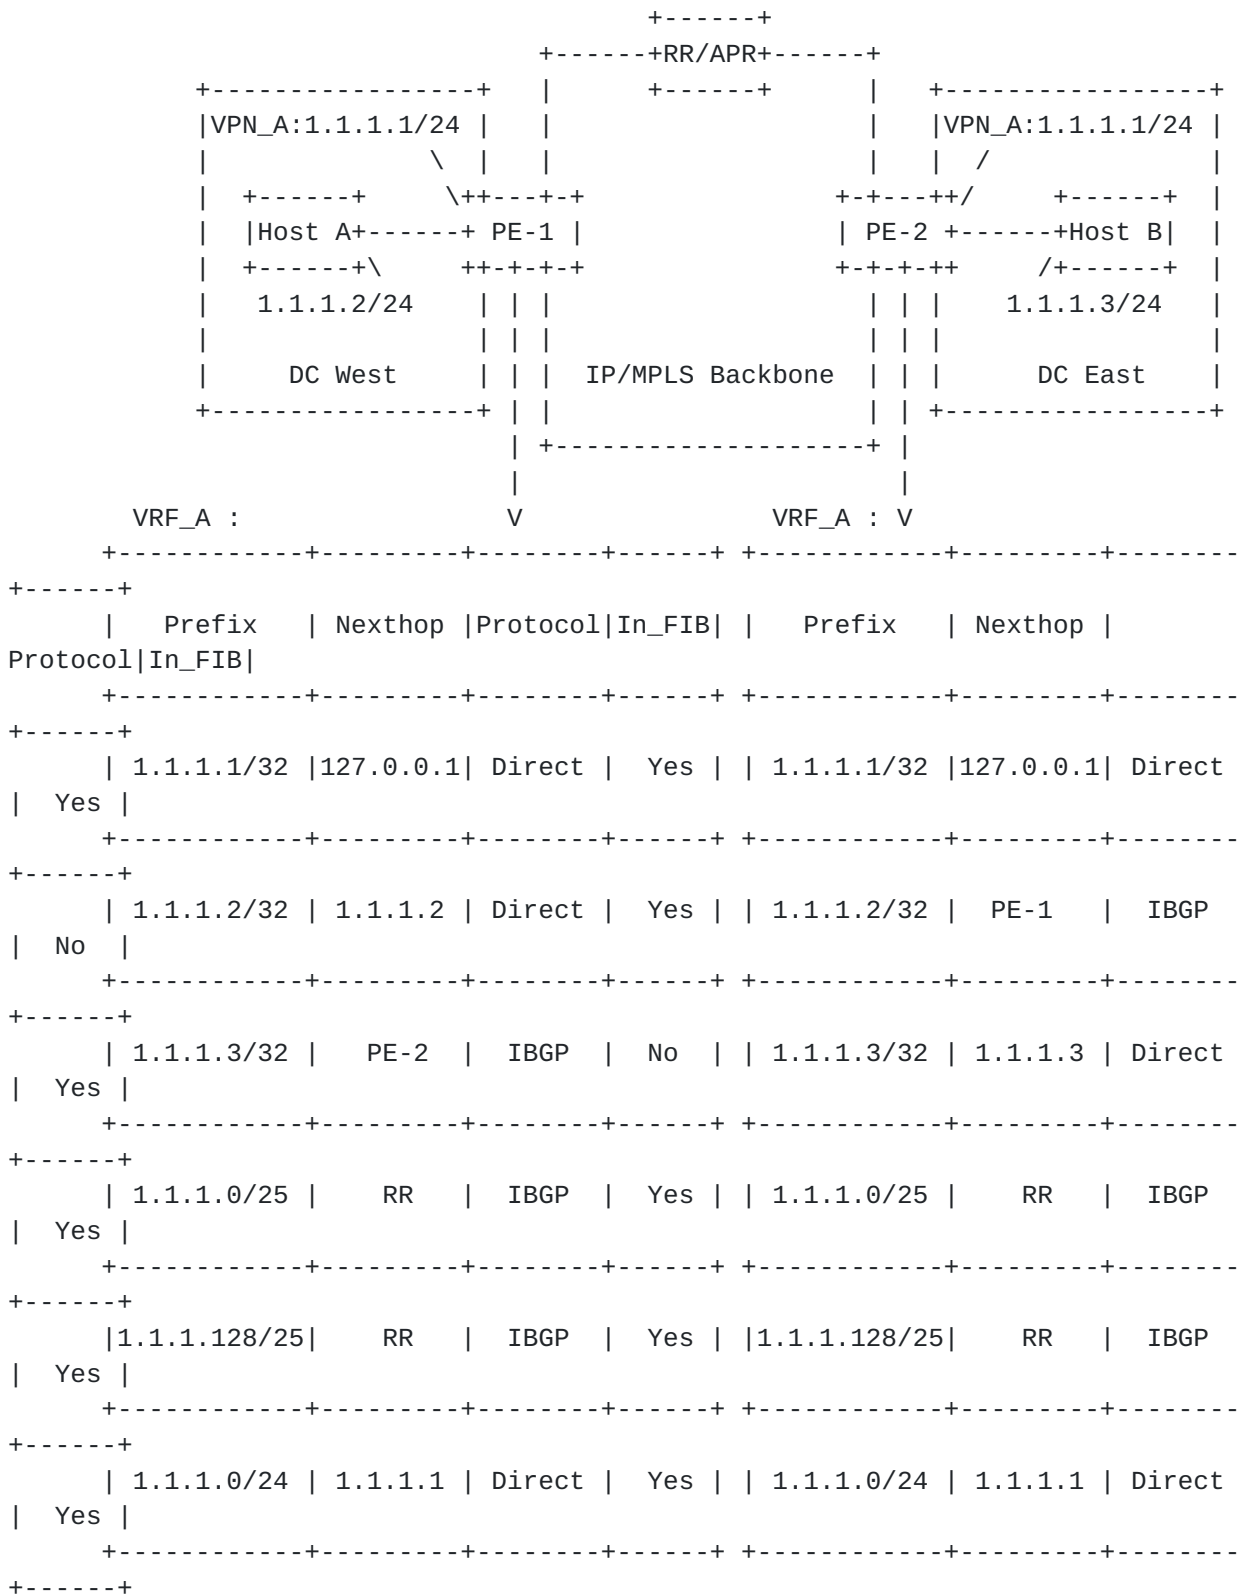 +------+
                                  +------+RR/APR+------+
            +-----------------+   |      +------+      |   +-----------------+
            |VPN_A:1.1.1.1/24 |   |                    |   |VPN_A:1.1.1.1/24 |
            |              \  |   |                    |   |  /              |
            |  +------+     \++---+-+                +-+---++/     +------+  |
            |  |Host A+------+ PE-1 |                | PE-2 +------+Host B|  |
            |  +------+\     ++-+-+-+                +-+-+-++     /+------+  |
            |   1.1.1.2/24    | | |                    | | |    1.1.1.3/24   |
            |                 | | |                    | | |                 |
            |     DC West     | | |  IP/MPLS Backbone  | | |      DC East    |
            +-----------------+ | |                    | | +-----------------+
                                | +--------------------+ |
                                |                        |
        VRF_A :                 V                VRF_A : V
      +------------+---------+--------+------+ +------------+---------+--------
+------+
      |   Prefix   | Nexthop |Protocol|In_FIB| |   Prefix   | Nexthop |
Protocol|In_FIB|
      +------------+---------+--------+------+ +------------+---------+--------
+------+
      | 1.1.1.1/32 |127.0.0.1| Direct |  Yes | | 1.1.1.1/32 |127.0.0.1| Direct
|  Yes |
      +------------+---------+--------+------+ +------------+---------+--------
+------+
      | 1.1.1.2/32 | 1.1.1.2 | Direct |  Yes | | 1.1.1.2/32 |  PE-1   |  IBGP
|  No  |
      +------------+---------+--------+------+ +------------+---------+--------
+------+
      | 1.1.1.3/32 |   PE-2  |  IBGP  |  No  | | 1.1.1.3/32 | 1.1.1.3 | Direct
|  Yes |
      +------------+---------+--------+------+ +------------+---------+--------
+------+
      | 1.1.1.0/25 |    RR   |  IBGP  |  Yes | | 1.1.1.0/25 |    RR   |  IBGP
|  Yes |
      +------------+---------+--------+------+ +------------+---------+--------
+------+
      |1.1.1.128/25|    RR   |  IBGP  |  Yes | |1.1.1.128/25|    RR   |  IBGP
|  Yes |
      +------------+---------+--------+------+ +------------+---------+--------
+------+
      | 1.1.1.0/24 | 1.1.1.1 | Direct |  Yes | | 1.1.1.0/24 | 1.1.1.1 | Direct
|  Yes |
      +------------+---------+--------+------+ +------------+---------+--------
+------+